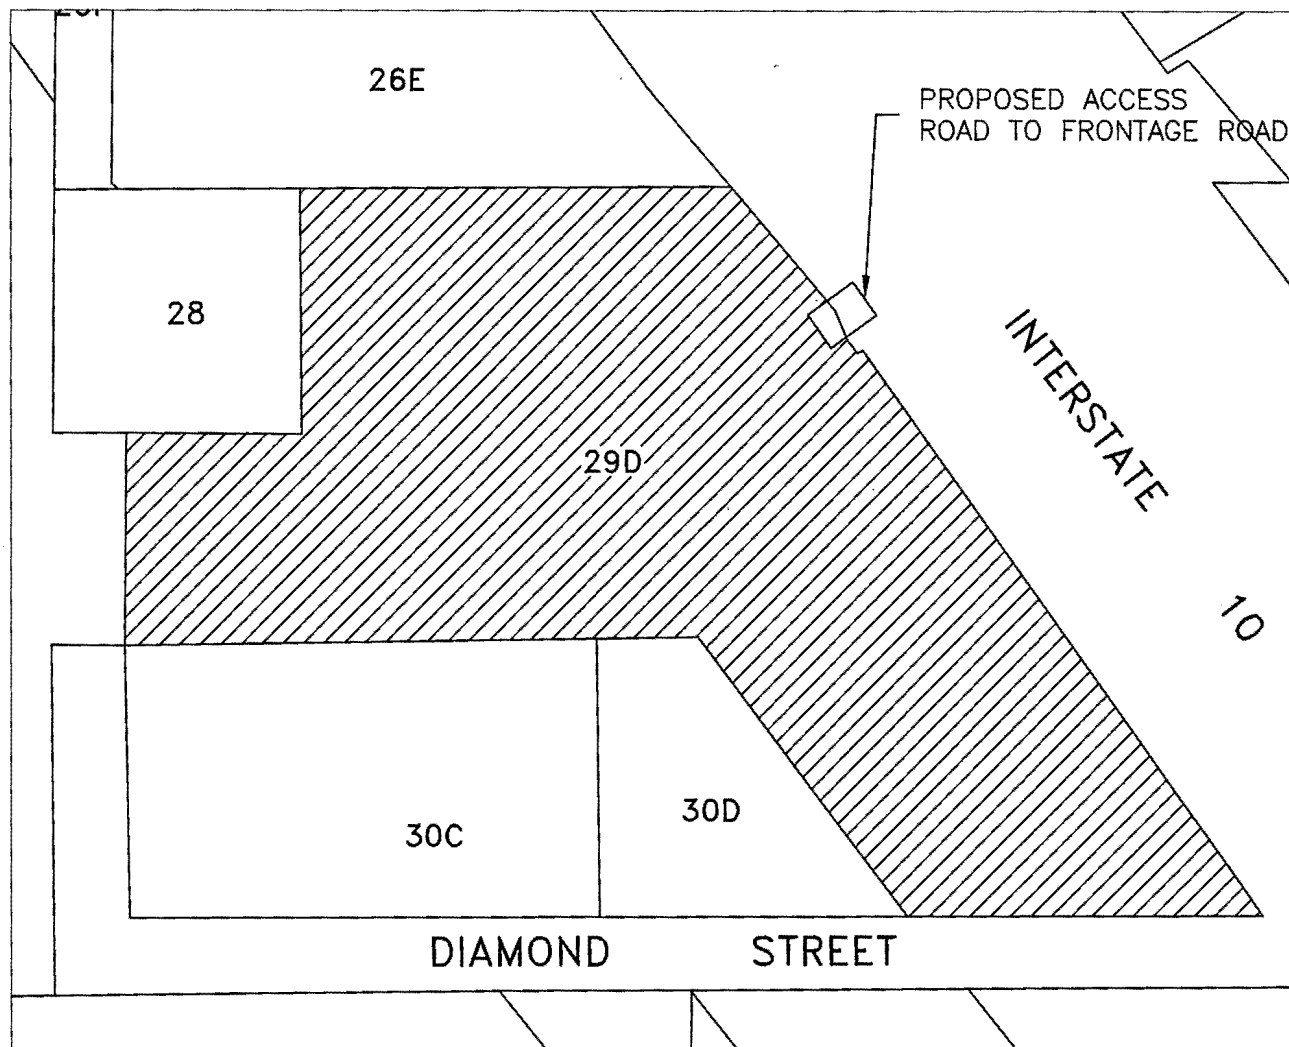 26E
PROPOSED ACCESS
ROAD TO FRONTAGE ROAD
28
INTERSTATE 10
29D
30D
30C
DIAMOND STREET